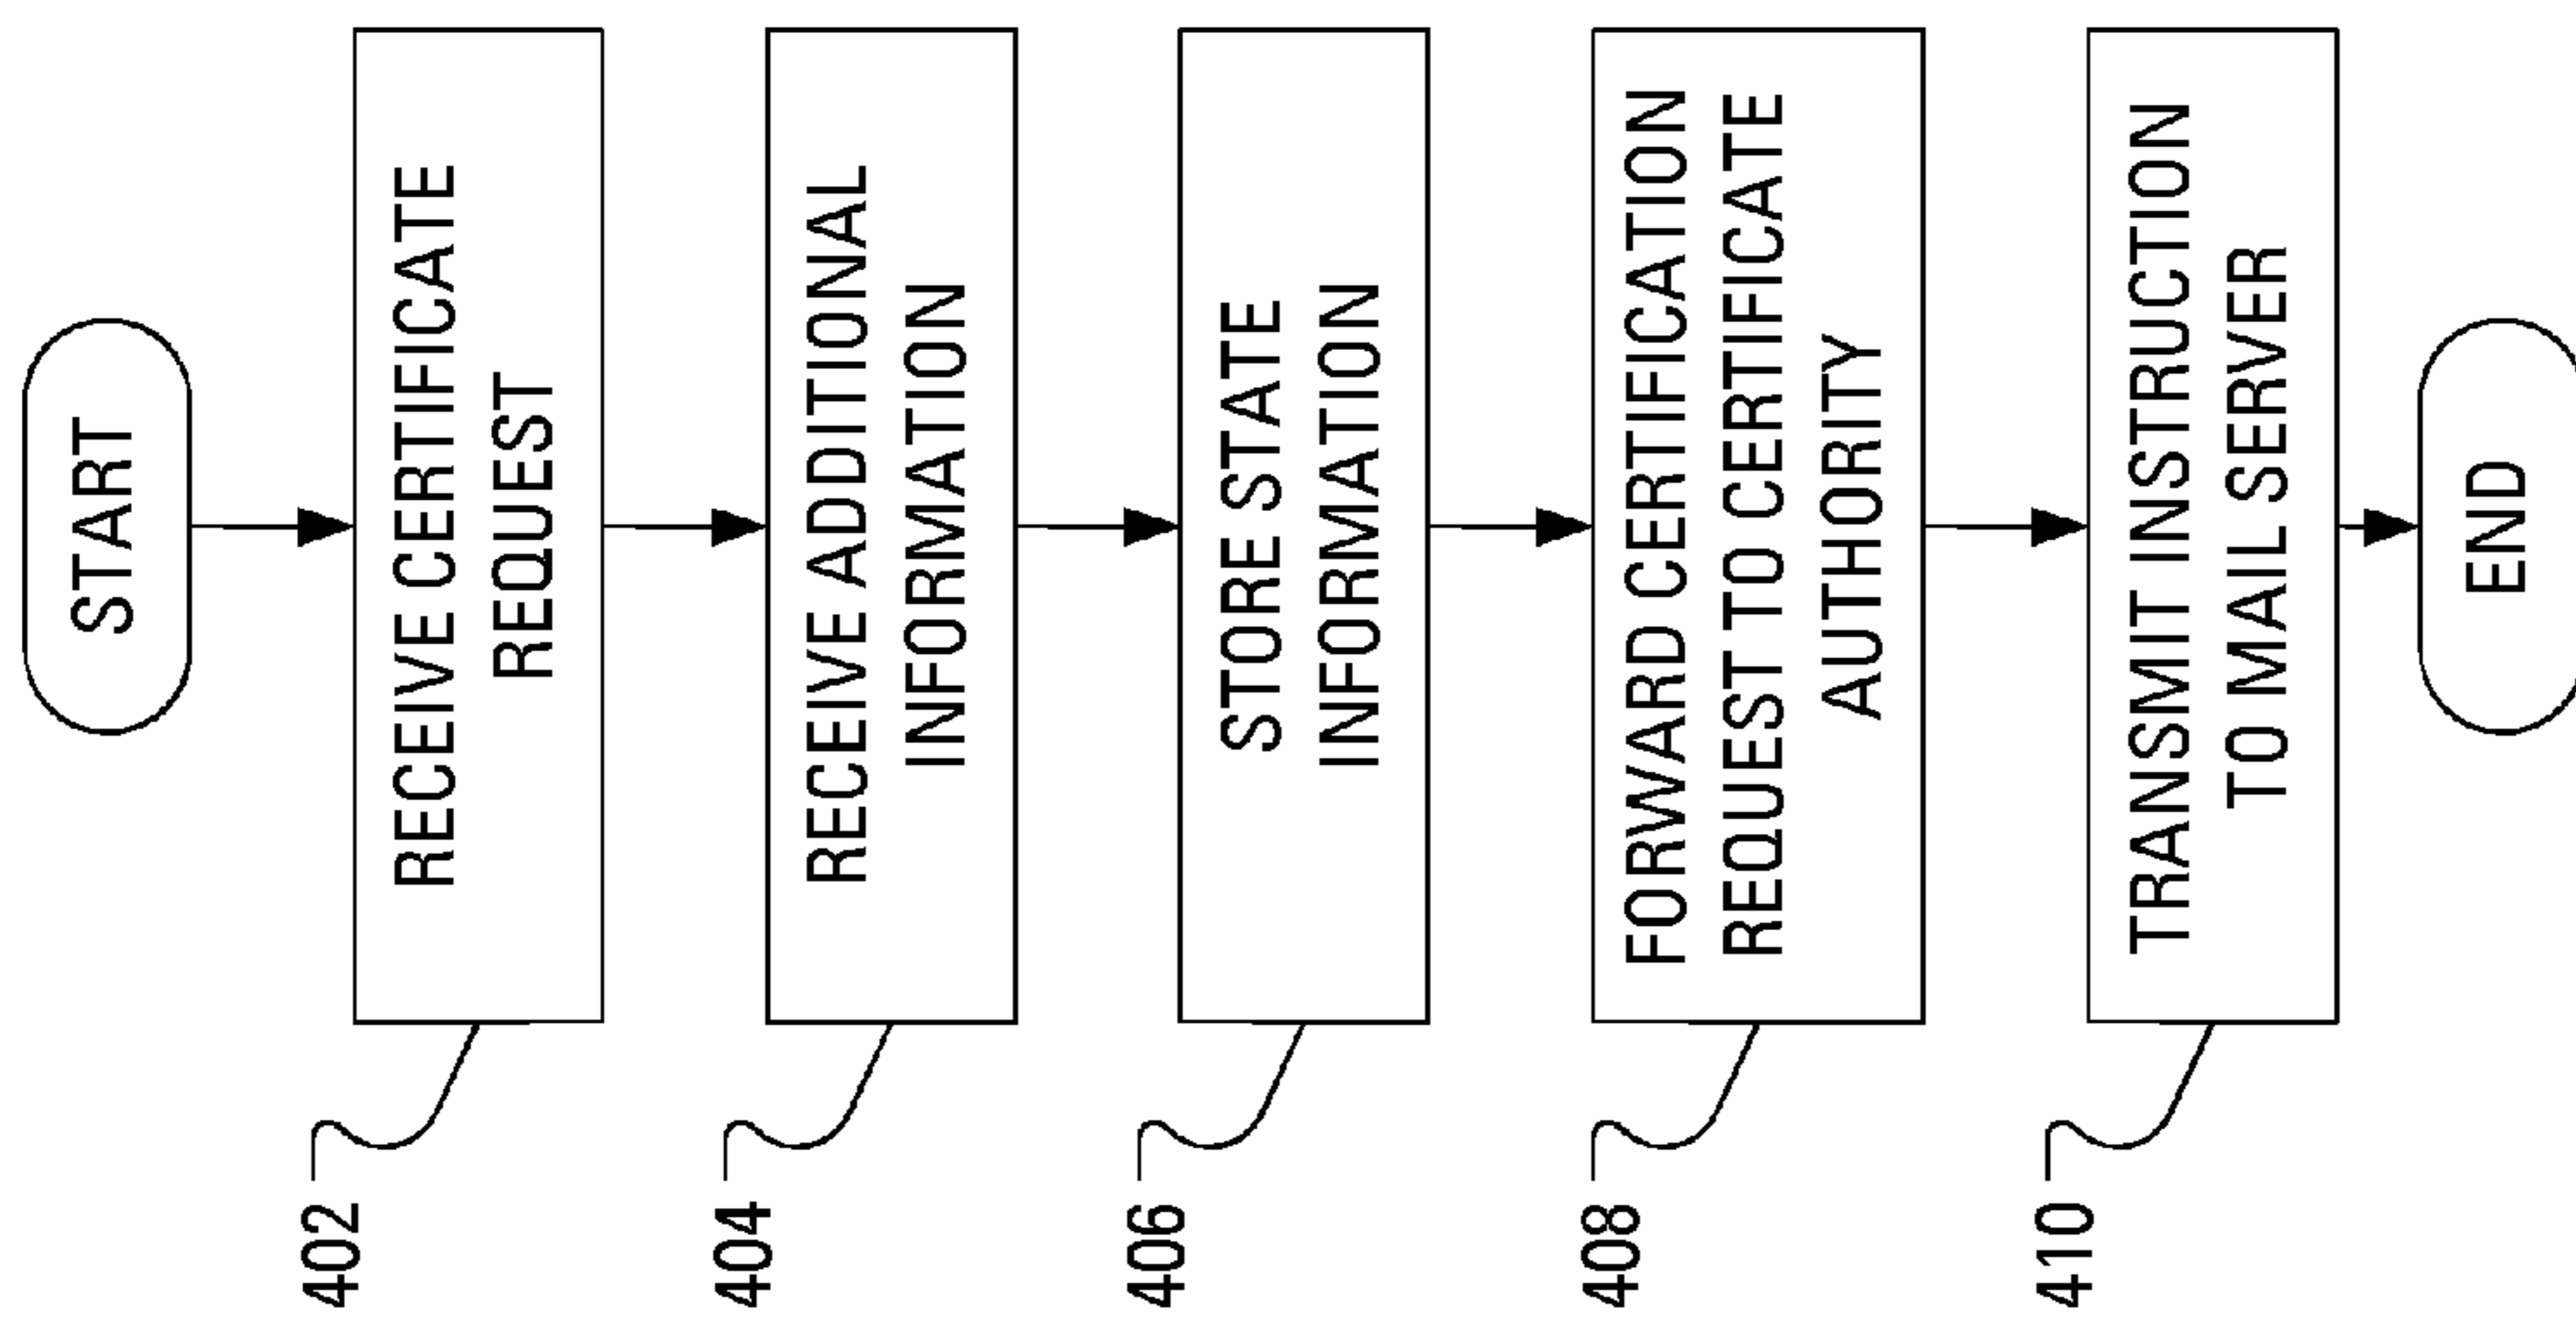 START
402
RECEIVE CERTIFICATE
REQUEST
404
RECEIVE ADDITIONAL
INFORMATION
406
STORE STATE
INFORMATION
408
FORWARD CERTIFICATION
REQUEST TO CERTIFICATE
AUTHORITY
410
TRANSMIT INSTRUCTION
TO MAIL SERVER
END